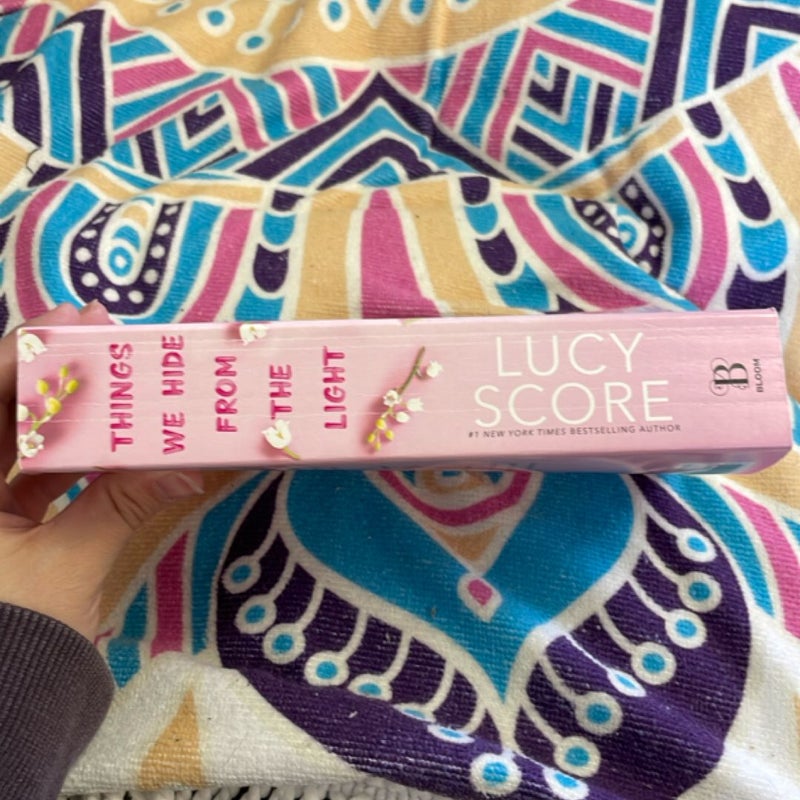 THINGS
WE HIDE
FROM
THE
LIGHT
LUCY
SCORE
#1 NEW YORK TIMES BESTSELLING AUTHOR
B
BLOOM